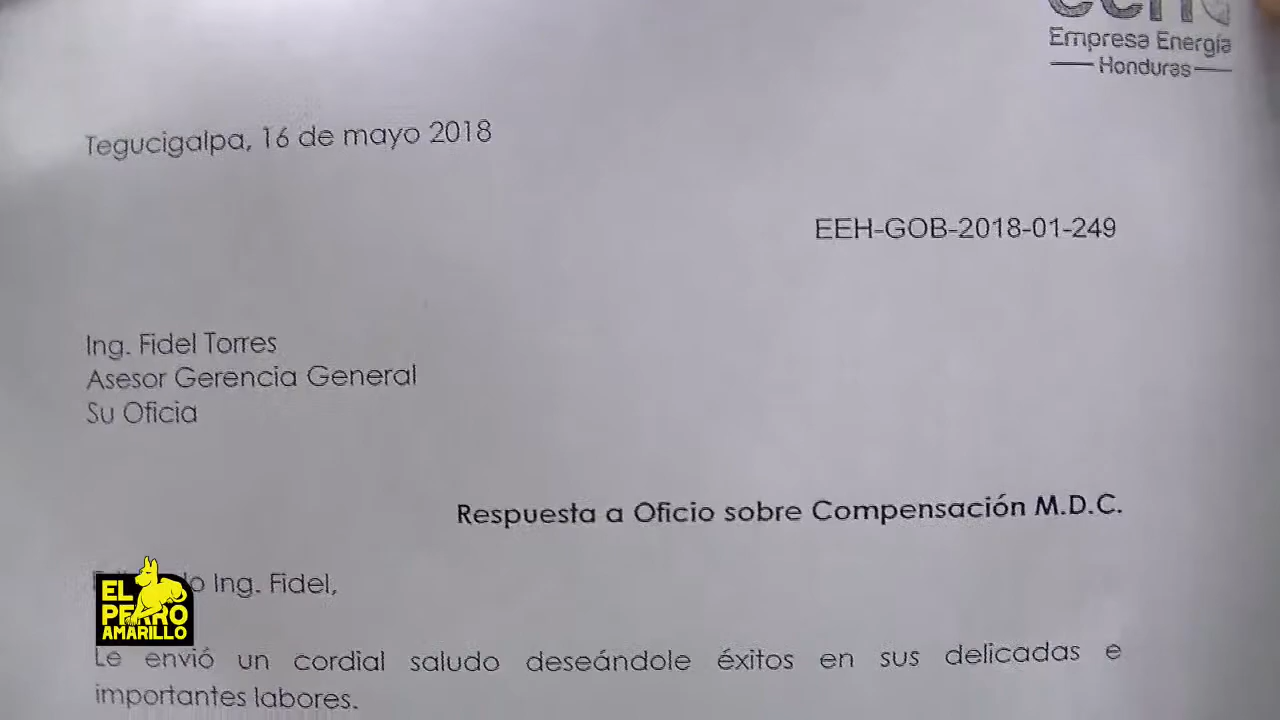 Empresa Energía
Honduras
Tegucigalpa, 16 de mayo 2018
EEH-GOB-2018-01-249
Ing. Fidel Torres
Asesor Gerencia General
Su Oficia
Respuesta a Oficio sobre Compensación M.D.C.
Ing. Fidel,
EL
PERRO
AMARILLO
Le envió un cordial saludo deseándole éxitos en sus delicadas e
importantes labores.